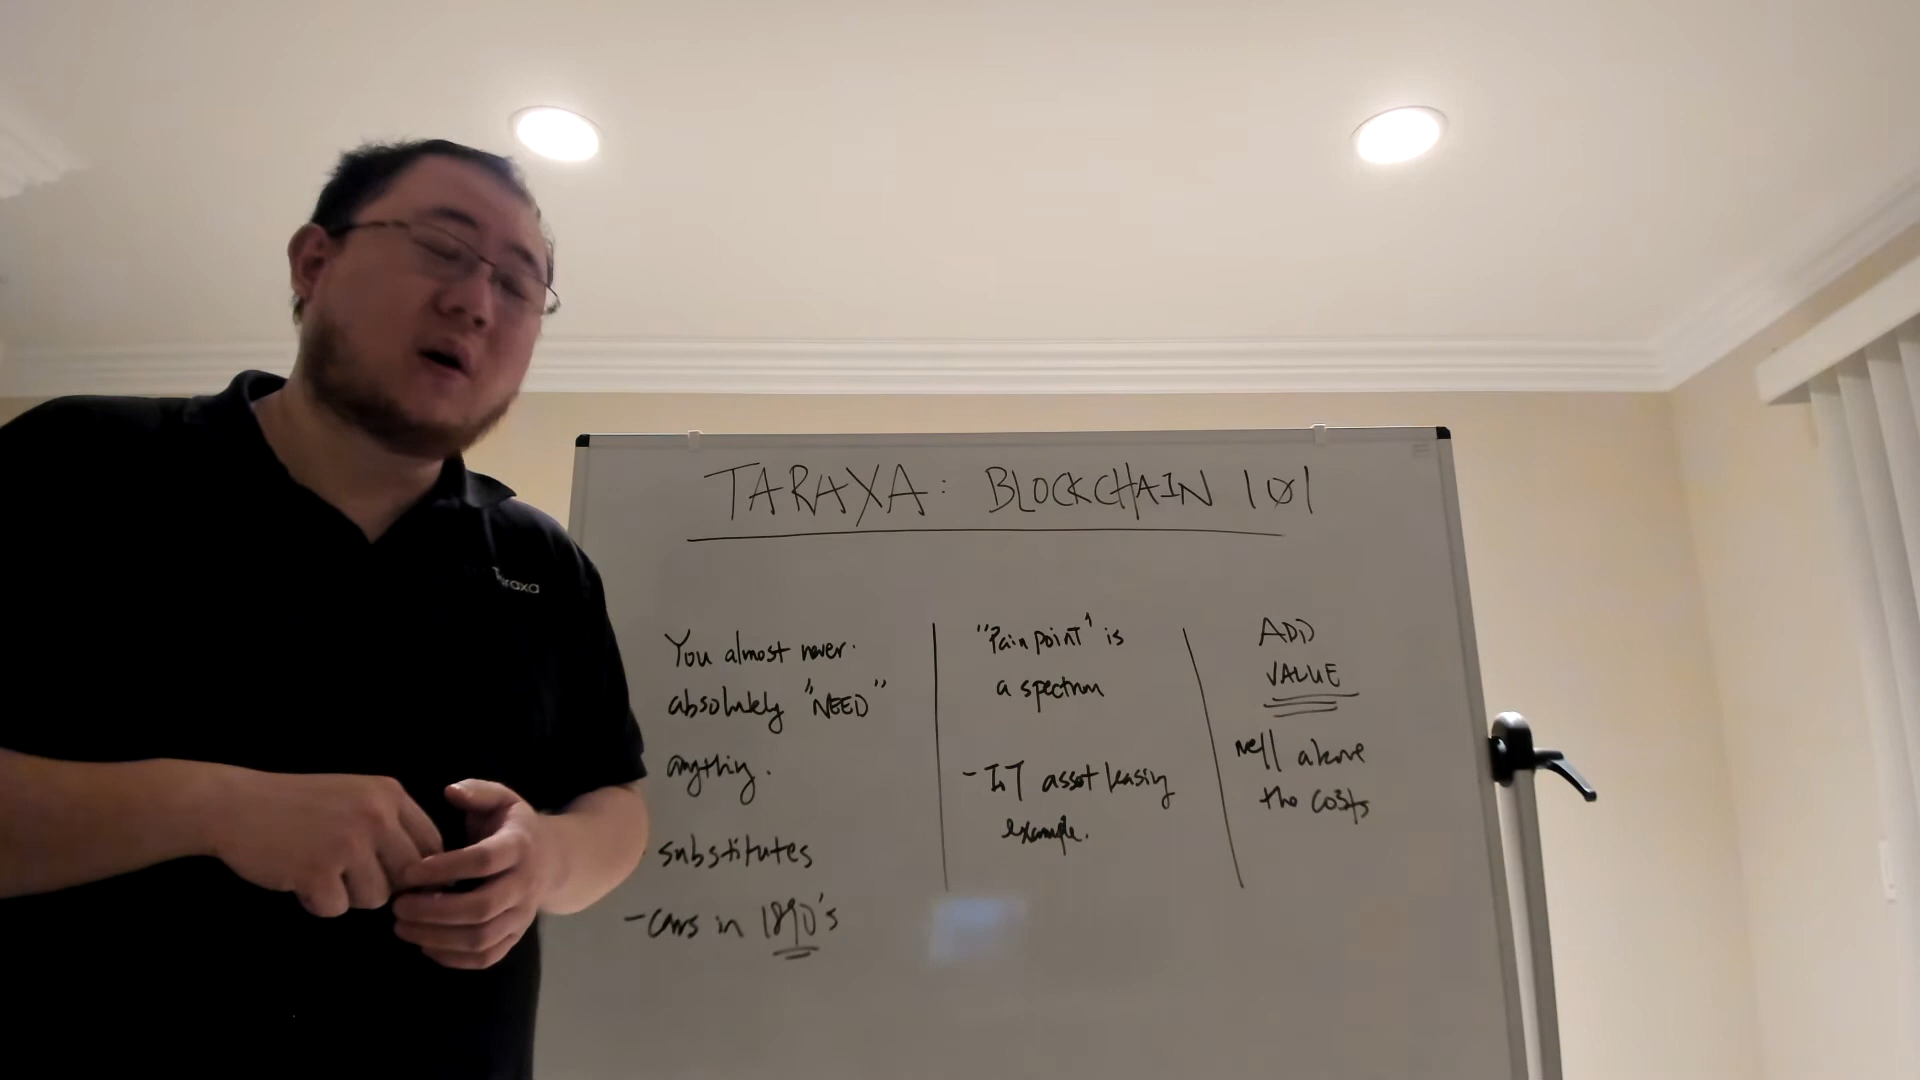 TARAXA: BLOCKCHAIN 101
You almost never
absolutely "NEED"
anything.
substitutes
- cars in 1890's
"Pain point" is
a spectrum
- IoT asset leasing
example.
ADD
VALUE
well above
the costs
Taraxa